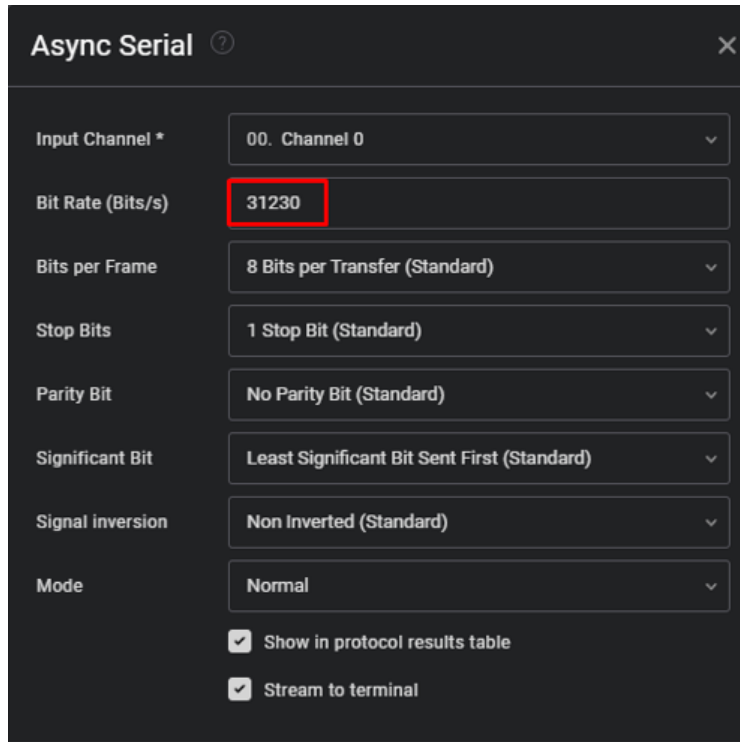 Async Serial ?
Input Channel * 00. Channel 0
Bit Rate (Bits/s) 31230
Bits per Frame 8 Bits per Transfer (Standard)
Stop Bits 1 Stop Bit (Standard)
Parity Bit No Parity Bit (Standard)
Significant Bit Least Significant Bit Sent First (Standard)
Signal inversion Non Inverted (Standard)
Mode Normal
Show in protocol results table
Stream to terminal